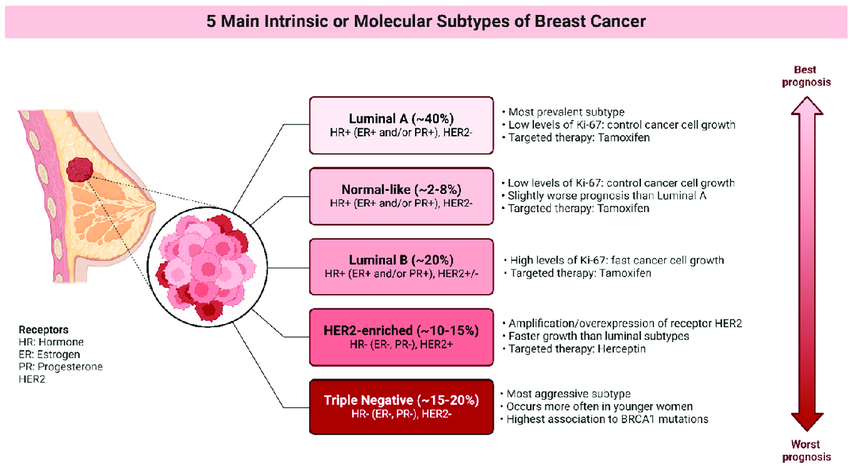 5 Main Intrinsic or Molecular Subtypes of Breast Cancer
Best
prognosis
Luminal A (~40%)
HR+ (ER+ and/or PR+), HER2-
• Most prevalent subtype
• Low levels of Ki-67: control cancer cell growth
• Targeted therapy: Tamoxifen
Normal-like (~2-8%)
HR+ (ER+ and/or PR+), HER2-
• Low levels of Ki-67: control cancer cell growth
• Slightly worse prognosis than Luminal A
• Targeted therapy: Tamoxifen
Luminal B (~20%)
HR+ (ER+ and/or PR+), HER2+/-
• High levels of Ki-67: fast cancer cell growth
• Targeted therapy: Tamoxifen
HER2-enriched (~10-15%)
HR- (ER-, PR-), HER2+
• Amplification/overexpression of receptor HER2
• Faster growth than luminal subtypes
• Targeted therapy: Herceptin
Triple Negative (~15-20%)
HR- (ER-, PR-), HER2-
• Most aggressive subtype
• Occurs more often in younger women
• Highest association to BRCA1 mutations
Receptors
HR: Hormone
ER: Estrogen
PR: Progesterone
HER2
Worst
prognosis